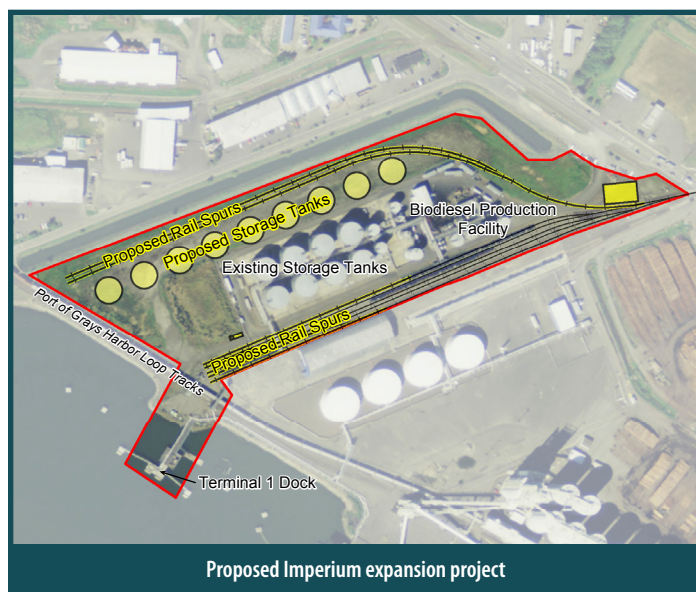 Proposed Rail Spurs
Proposed Storage Tanks
Biodiesel Production
Facility
Existing Storage Tanks
Proposed Rail Spurs
Port of Grays Harbor Loop Tracks
Terminal 1 Dock
Proposed Imperium expansion project